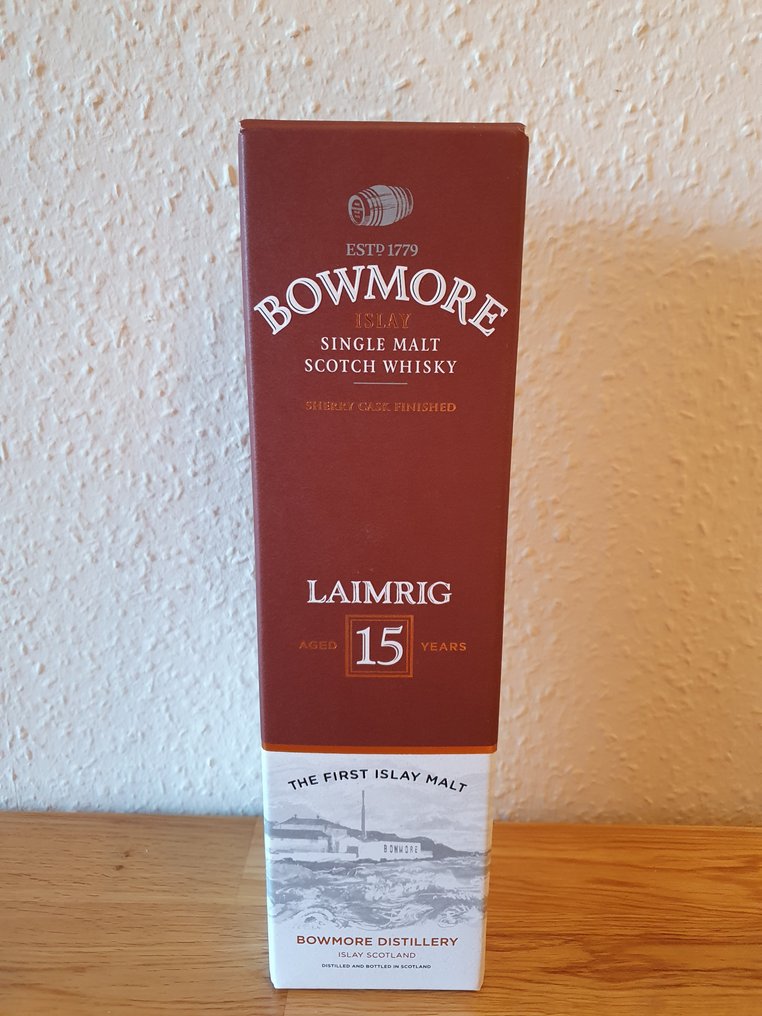 ESTD 1779
BOWMORE
ISLAY
SINGLE MALT
SCOTCH WHISKY
SHERRY CASK FINISHED
LAIMRIG
AGED 15 YEARS
THE FIRST ISLAY MALT
BOWMORE
BOWMORE DISTILLERY
ISLAY SCOTLAND
DISTILLED AND BOTTLED IN SCOTLAND